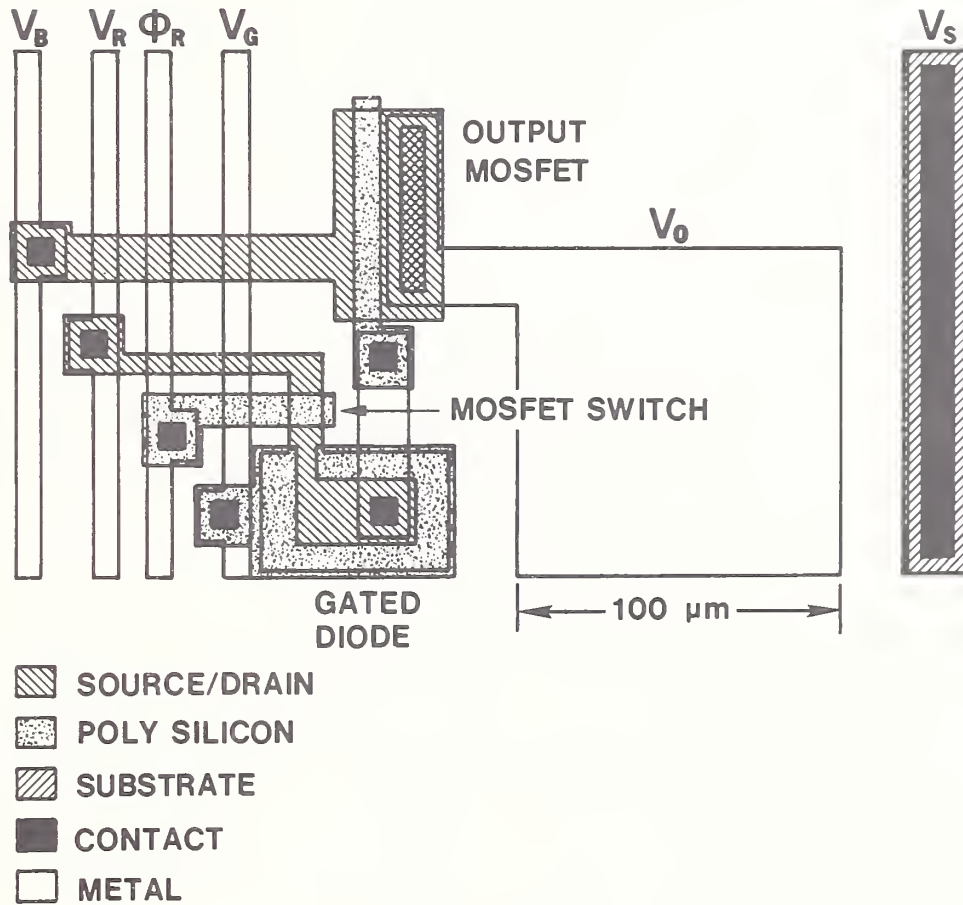 V_B V_R Φ_R V_G V_S
OUTPUT
MOSFET
V_O
MOSFET SWITCH
GATED
DIODE
100 μm
SOURCE/DRAIN
POLY SILICON
SUBSTRATE
CONTACT
METAL